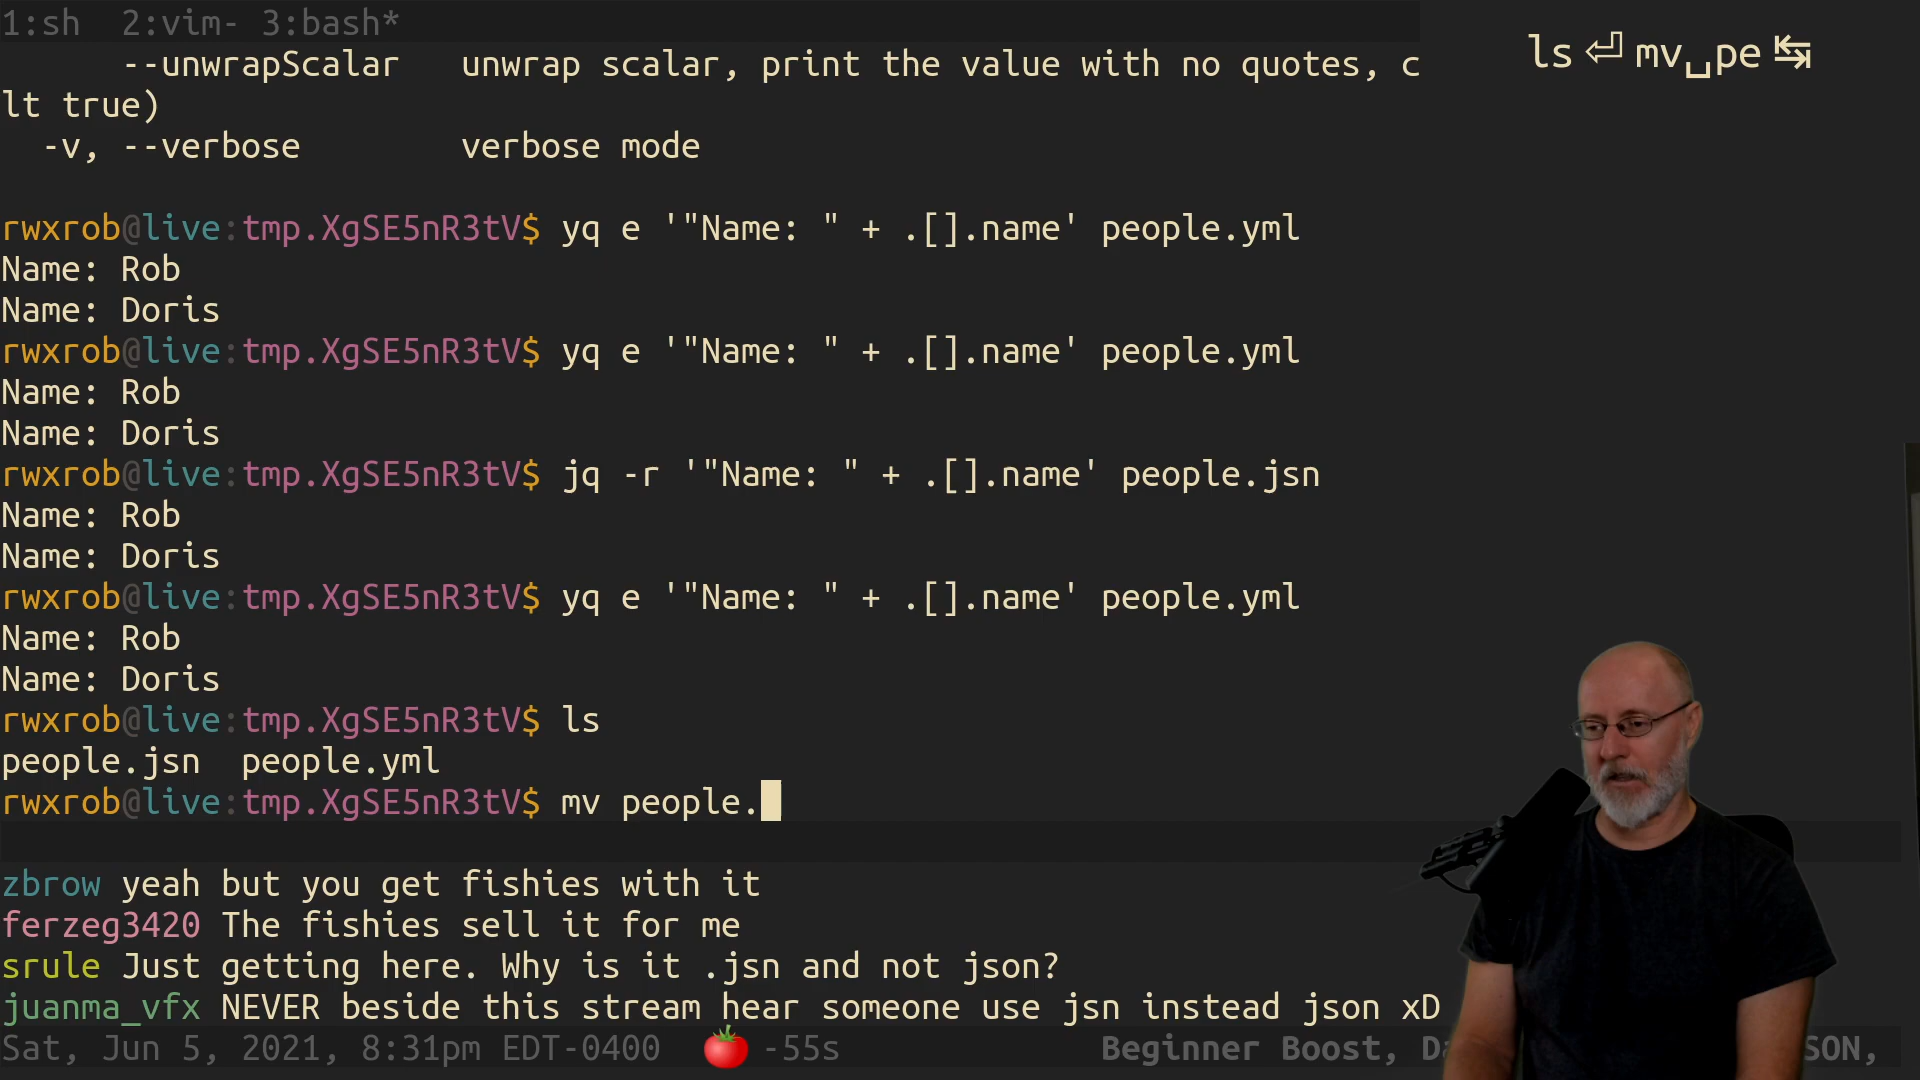 1:sh  2:vim- 3:bash*
ls ⏎ mv␣pe ↹
      --unwrapScalar   unwrap scalar, print the value with no quotes, c
lt true)
  -v, --verbose        verbose mode
rwxrob@live:tmp.XgSE5nR3tV$ yq e '"Name: " + .[].name' people.yml
Name: Rob
Name: Doris
rwxrob@live:tmp.XgSE5nR3tV$ yq e '"Name: " + .[].name' people.yml
Name: Rob
Name: Doris
rwxrob@live:tmp.XgSE5nR3tV$ jq -r '"Name: " + .[].name' people.jsn
Name: Rob
Name: Doris
rwxrob@live:tmp.XgSE5nR3tV$ yq e '"Name: " + .[].name' people.yml
Name: Rob
Name: Doris
rwxrob@live:tmp.XgSE5nR3tV$ ls
people.jsn  people.yml
rwxrob@live:tmp.XgSE5nR3tV$ mv people.
zbrow yeah but you get fishies with it
ferzeg3420 The fishies sell it for me
srule Just getting here. Why is it .jsn and not json?
juanma_vfx NEVER beside this stream hear someone use jsn instead json xD
Sat, Jun 5, 2021, 8:31pm EDT-0400  🍅 -55s Beginner Boost,